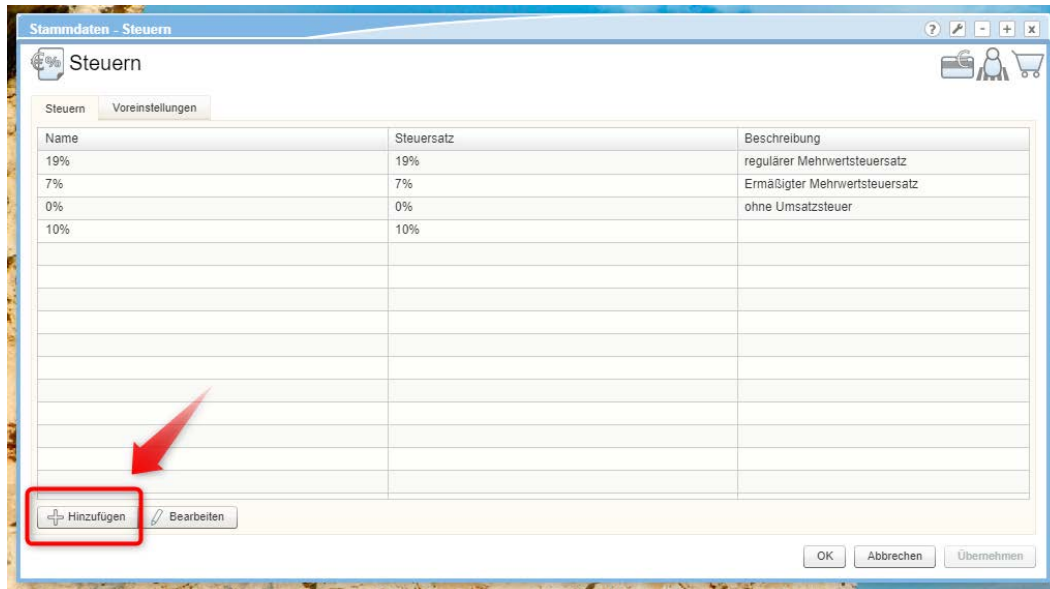 Stammdaten - Steuern
Steuern
Steuern Voreinstellungen
Name Steuersatz Beschreibung
19% 19% regulärer Mehrwertsteuersatz
7% 7% Ermäßigter Mehrwertsteuersatz
0% 0% ohne Umsatzsteuer
10% 10%
Hinzufügen Bearbeiten
OK Abbrechen Übernehmen